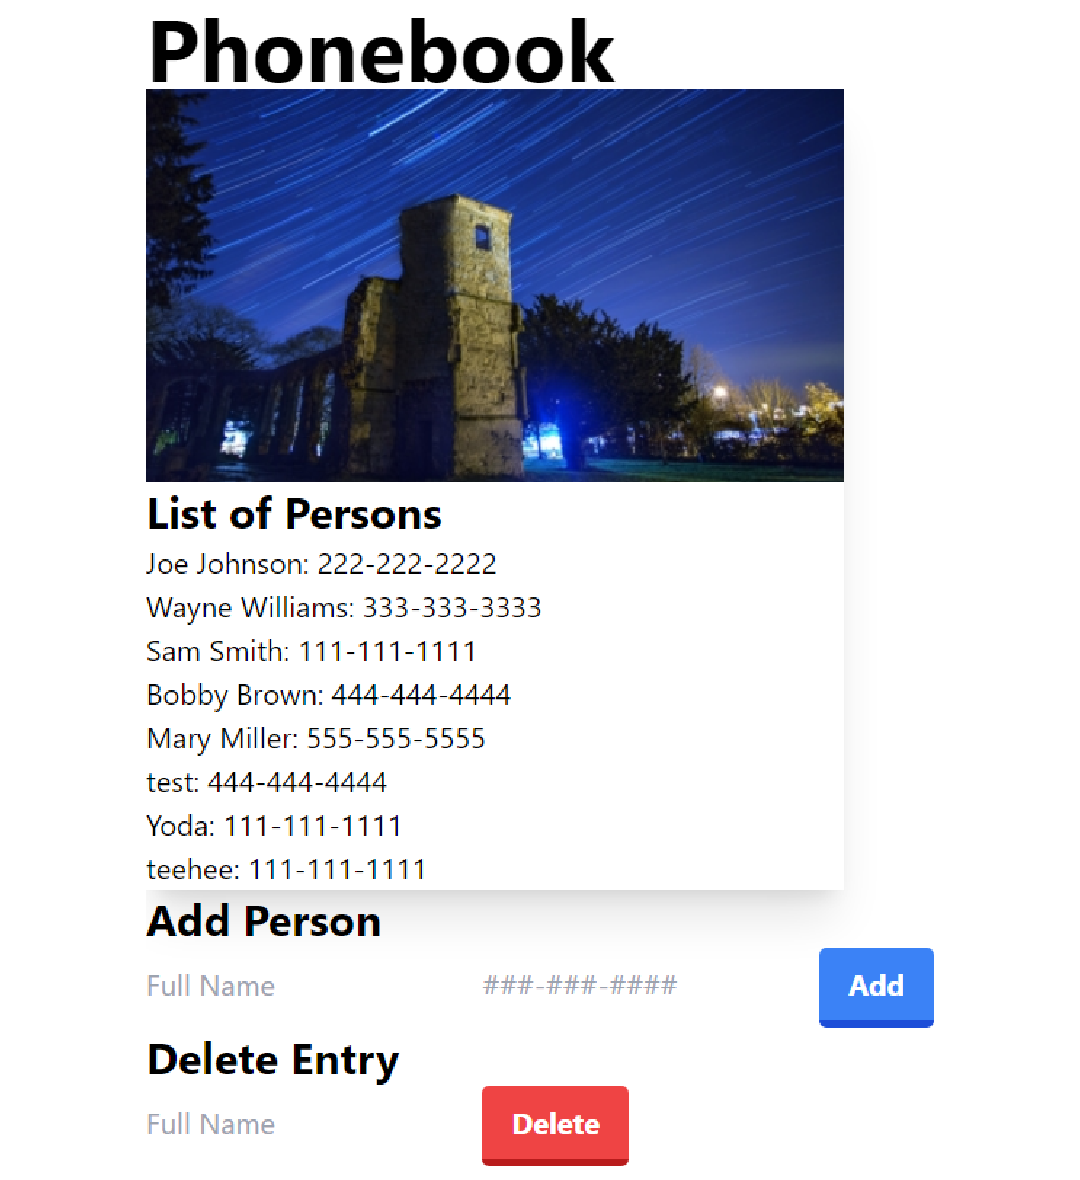 Phonebook
List of Persons
Joe Johnson: 222-222-2222
Wayne Williams: 333-333-3333
Sam Smith: 111-111-1111
Bobby Brown: 444-444-4444
Mary Miller: 555-555-5555
test: 444-444-4444
Yoda: 111-111-1111
teehee: 111-111-1111
Add Person
Full Name ###-###-#### Add
Delete Entry
Full Name Delete